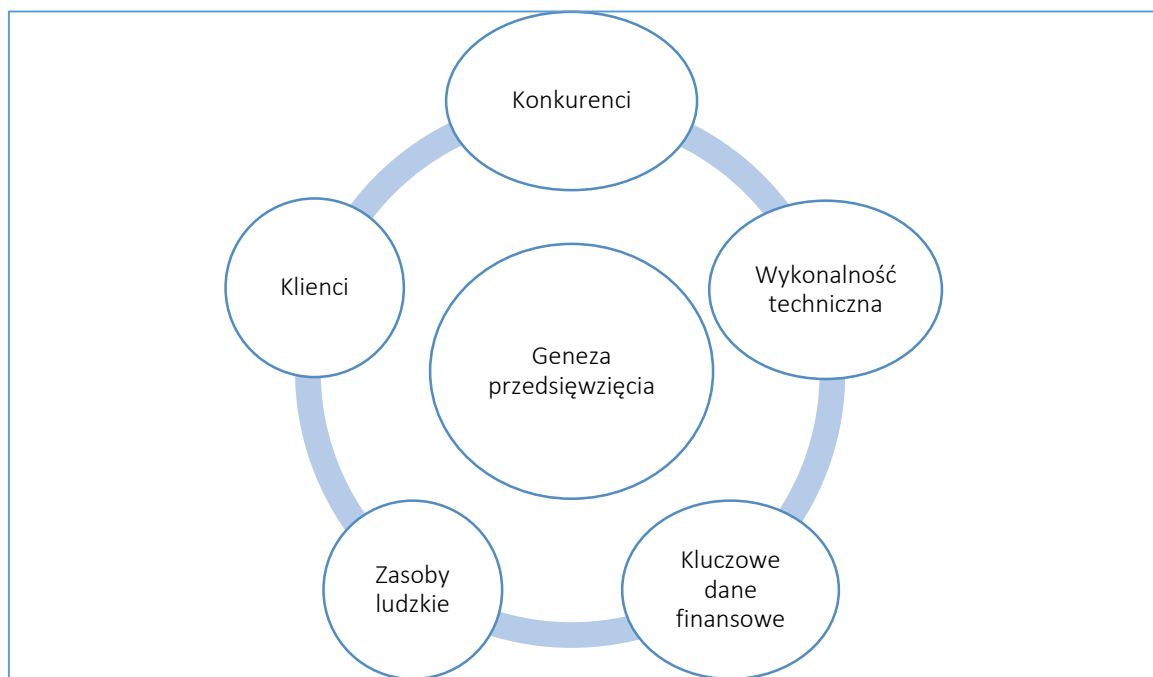 Konkurenci
Wykonalność
techniczna
Klienci
Geneza
przedsięwzięcia
Kluczowe
dane
finansowe
Zasoby
ludzkie